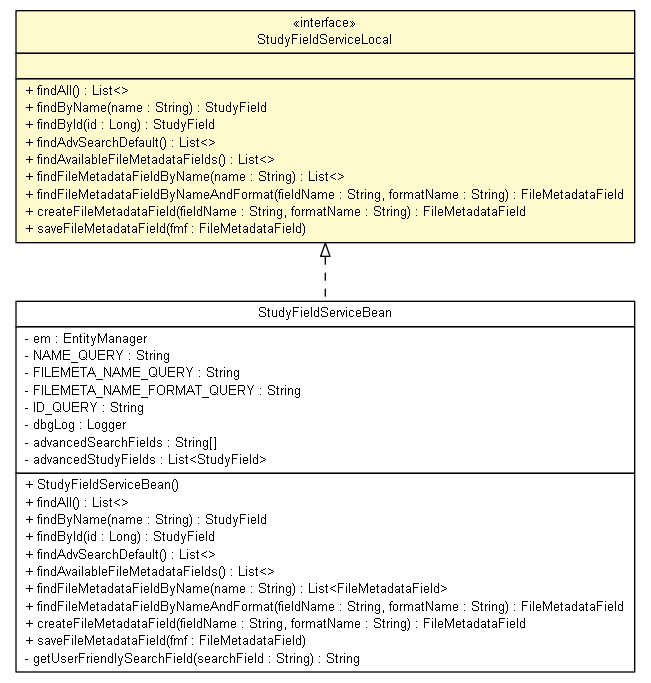 «interface»
StudyFieldServiceLocal
+ findAll() : List<>
+ findByName(name : String) : StudyField
+ findById(id : Long) : StudyField
+ findAdvSearchDefault() : List<>
+ findAvailableFileMetadataFields() : List<>
+ findFileMetadataFieldByName(name : String) : List<>
+ findFileMetadataFieldByNameAndFormat(fieldName : String, formatName : String) : FileMetadataField
+ createFileMetadataField(fieldName : String, formatName : String) : FileMetadataField
+ saveFileMetadataField(fmf : FileMetadataField)
StudyFieldServiceBean
- em : EntityManager
- NAME_QUERY : String
- FILEMETA_NAME_QUERY : String
- FILEMETA_NAME_FORMAT_QUERY : String
- ID_QUERY : String
- dbgLog : Logger
- advancedSearchFields : String[]
- advancedStudyFields : List<StudyField>
+ StudyFieldServiceBean()
+ findAll() : List<>
+ findByName(name : String) : StudyField
+ findById(id : Long) : StudyField
+ findAdvSearchDefault() : List<>
+ findAvailableFileMetadataFields() : List<>
+ findFileMetadataFieldByName(name : String) : List<FileMetadataField>
+ findFileMetadataFieldByNameAndFormat(fieldName : String, formatName : String) : FileMetadataField
+ createFileMetadataField(fieldName : String, formatName : String) : FileMetadataField
+ saveFileMetadataField(fmf : FileMetadataField)
- getUserFriendlySearchField(searchField : String) : String